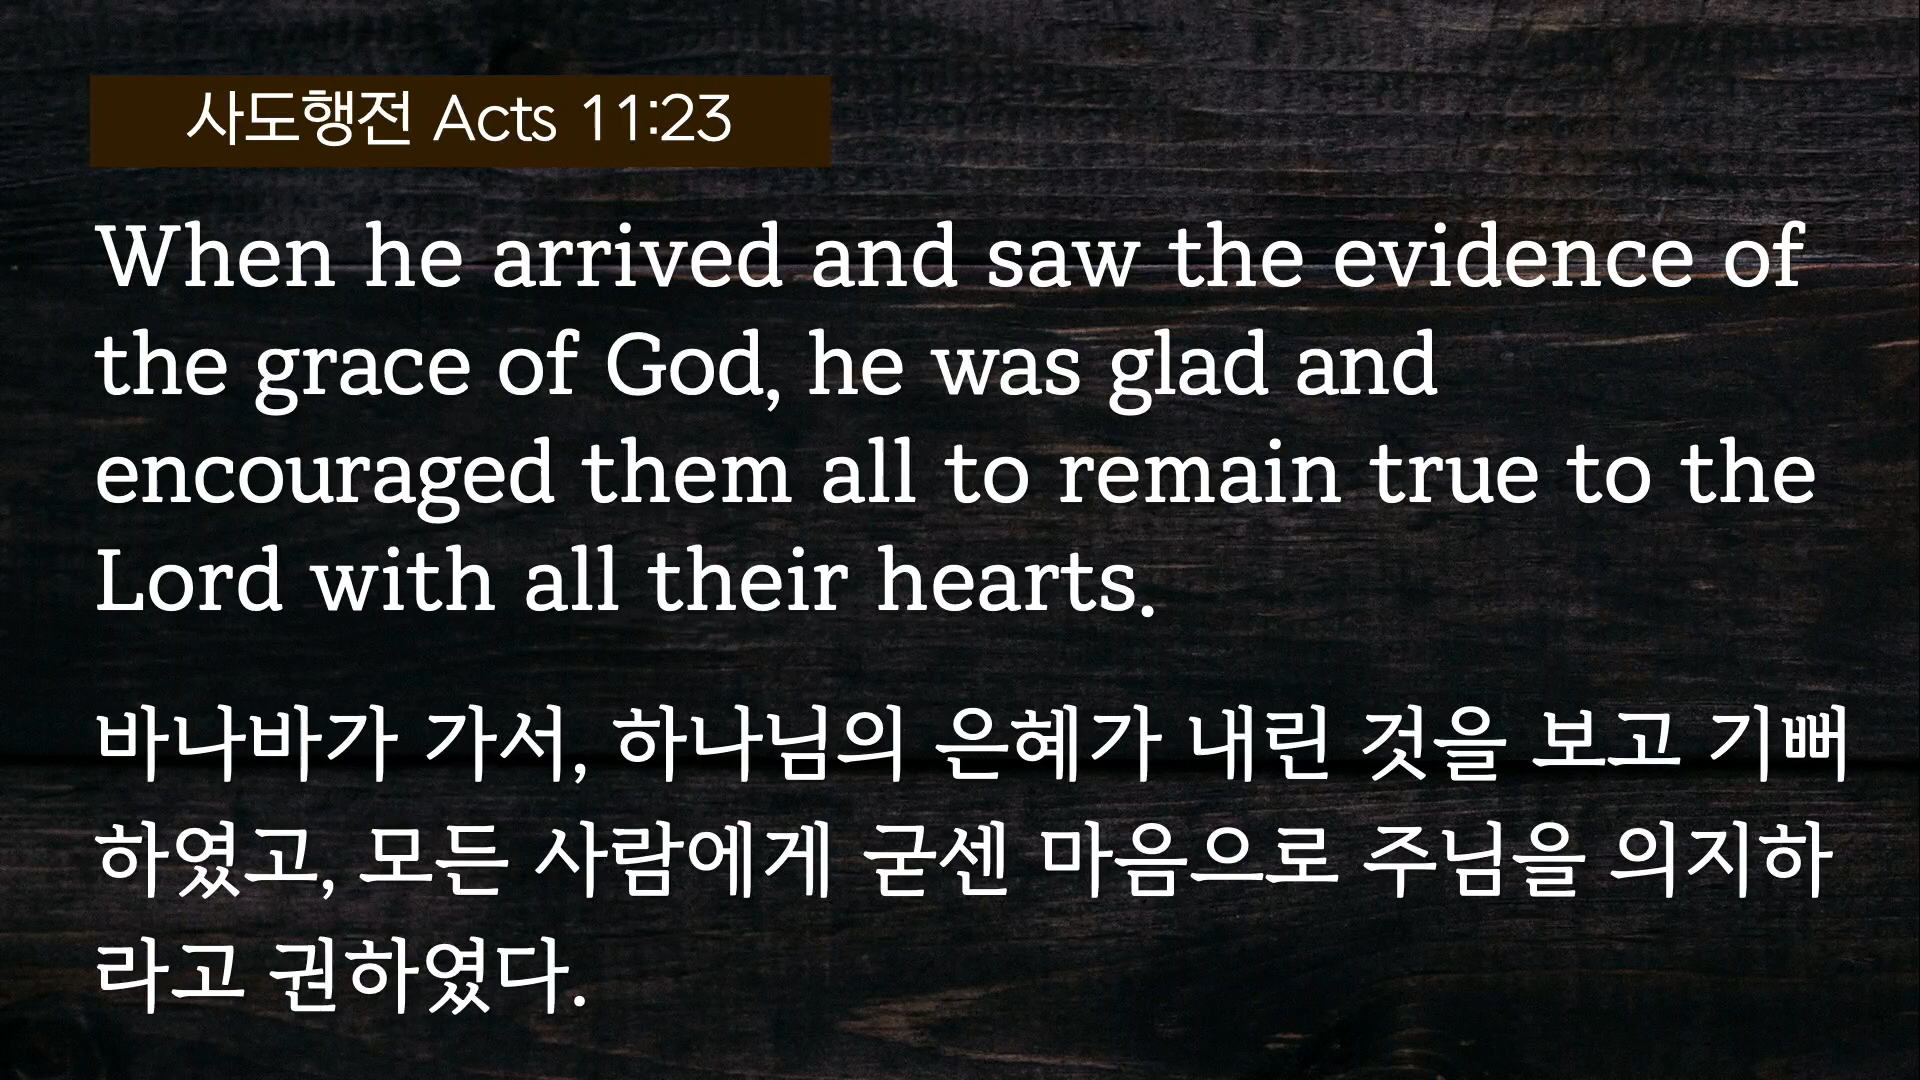 사도행전 Acts 11:23
When he arrived and saw the evidence of
the grace of God, he was glad and
encouraged them all to remain true to the
Lord with all their hearts.
바나바가 가서, 하나님의 은혜가 내린 것을 보고 기뻐
하였고, 모든 사람에게 굳센 마음으로 주님을 의지하
라고 권하였다.